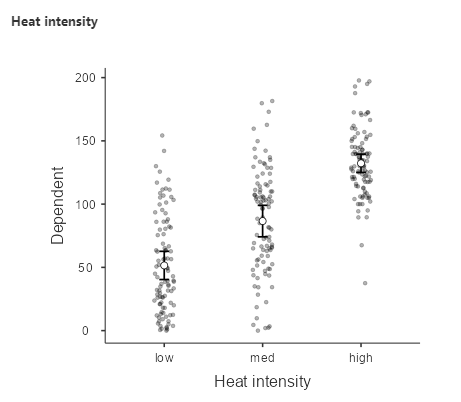 Heat intensity
200
150
100
50
0
Dependent
low med high
Heat intensity